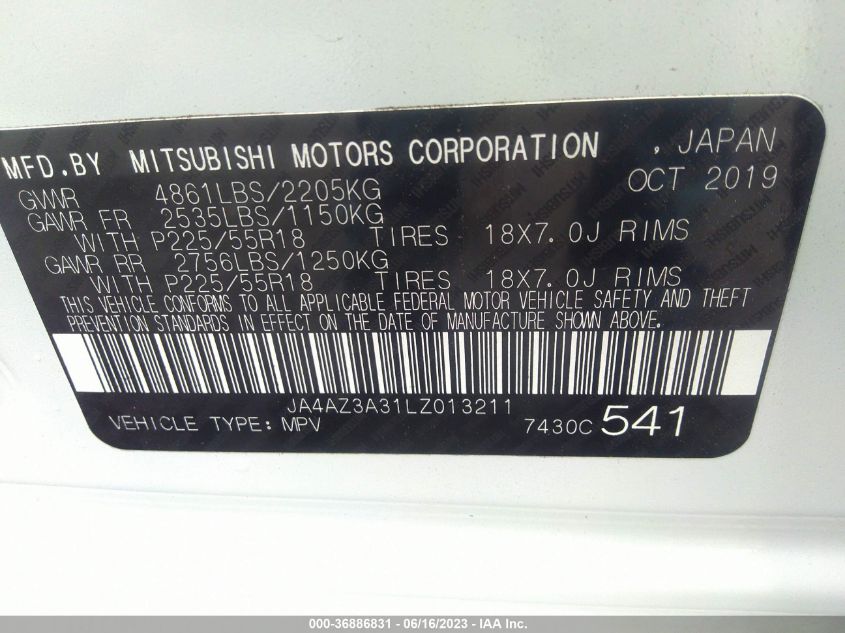 MFD.BY MITSUBISHI MOTORS CORPORATION , JAPAN
GVWR 4861LBS/2205KG OCT 2019
GAWR FR 2535LBS/1150KG
WITH P225/55R18 TIRES 18X7.0J RIMS
GAWR RR 2756LBS/1250KG
WITH P225/55R18 TIRES 18X7.0J RIMS
THIS VEHICLE CONFORMS TO ALL APPLICABLE FEDERAL MOTOR VEHICLE SAFETY AND THEFT
PREVENTION STANDARDS IN EFFECT ON THE DATE OF MANUFACTURE SHOWN ABOVE.
JA4AZ3A31LZ013211
VEHICLE TYPE: MPV 7430C 541
000-36886831 - 06/16/2023 - IAA Inc.